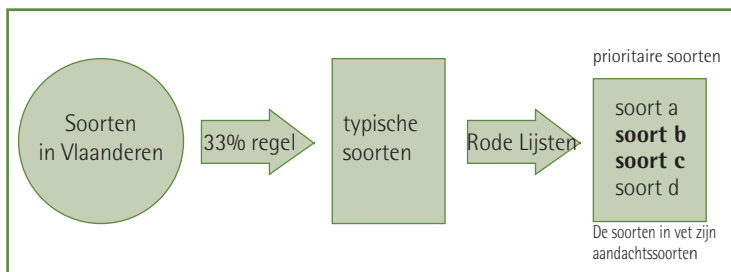 Soorten
in Vlaanderen
33% regel
typische
soorten
Rode Lijsten
prioritaire soorten
soort a
soort b
soort c
soort d
De soorten in vet zijn
aandachtssoorten